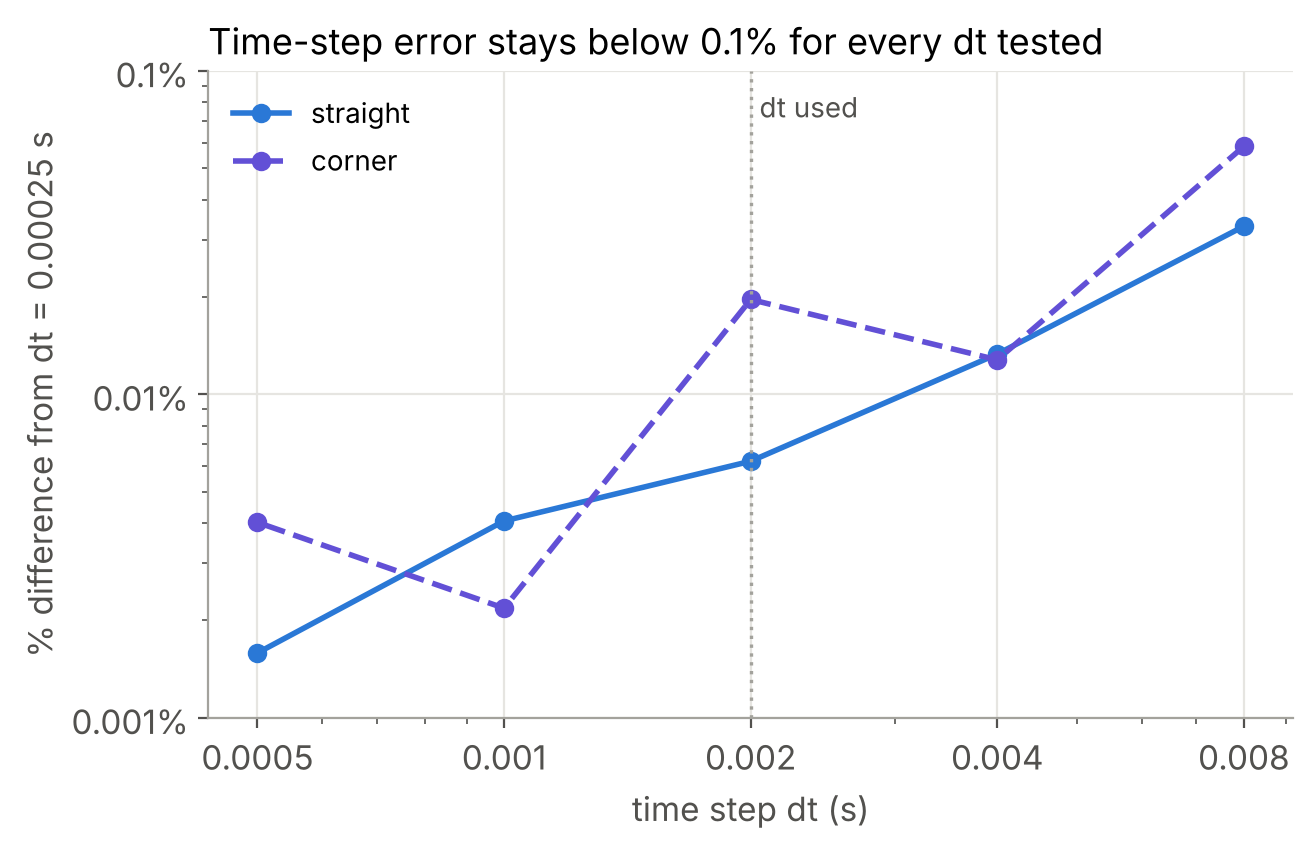 Time-step error stays below 0.1% for every dt tested
0.1%
0.01%
0.001%
% difference from dt = 0.00025 s
straight
corner
dt used
0.0005
0.001
0.002
0.004
0.008
time step dt (s)